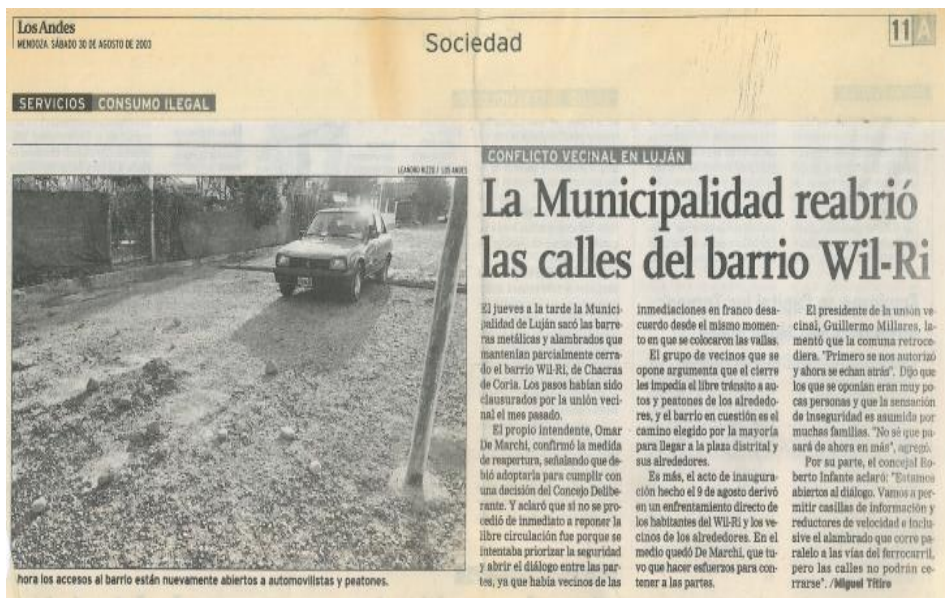 Los Andes
MENDOZA, SÁBADO 30 DE AGOSTO DE 2003
Sociedad
11 A
SERVICIOS CONSUMO ILEGAL
LEANDRO RIZZO / LOS ANDES
hora los accesos al barrio están nuevamente abiertos a automovilistas y peatones.
CONFLICTO VECINAL EN LUJÁN
La Municipalidad reabrió
las calles del barrio Wil-Ri
El jueves a la tarde la Munici-
palidad de Luján sacó las barre-
ras metálicas y alambrados que
mantenían parcialmente cerra-
do el barrio Wil-Ri, de Chacras
de Coria. Los pasos habían sido
clausurados por la unión veci-
nal el mes pasado.
El propio intendente, Omar
De Marchi, confirmó la medida
de reapertura, señalando que de-
bió adoptarla para cumplir con
una decisión del Concejo Delibe-
rante. Y aclaró que si no se pro-
cedió de inmediato a reponer la
libre circulación fue porque se
intentaba priorizar la seguridad
y abrir el diálogo entre las par-
tes, ya que había vecinos de las
inmediaciones en franco desa-
cuerdo desde el mismo momen-
to en que se colocaron las vallas.
El grupo de vecinos que se
opone argumenta que el cierre
les impedía el libre tránsito a au-
tos y peatones de los alrededo-
res, y el barrio en cuestión es el
camino elegido por la mayoría
para llegar a la plaza distrital y
sus alrededores.
Es más, el acto de inaugura-
ción hecho el 9 de agosto derivó
en un enfrentamiento directo de
los habitantes del Wil-Ri y los ve-
cinos de los alrededores. En el
medio quedó De Marchi, que tu-
vo que hacer esfuerzos para con-
tener a las partes.
El presidente de la unión ve-
cinal, Guillermo Millares, la-
mentó que la comuna retroce-
diera. "Primero se nos autorizó
y ahora se echan atrás". Dijo que
los que se oponían eran muy po-
cas personas y que la sensación
de inseguridad es asumida por
muchas familias. "No sé que pa-
sará de ahora en más", agregó.
Por su parte, el concejal Ro-
berto Infante aclaró: "Estamos
abiertos al diálogo. Vamos a per-
mitir casillas de información y
reductores de velocidad e inclu-
sive el alambrado que corre pa-
ralelo a las vías del ferrocarril,
pero las calles no podrán ce-
rrarse". /Miguel Títiro